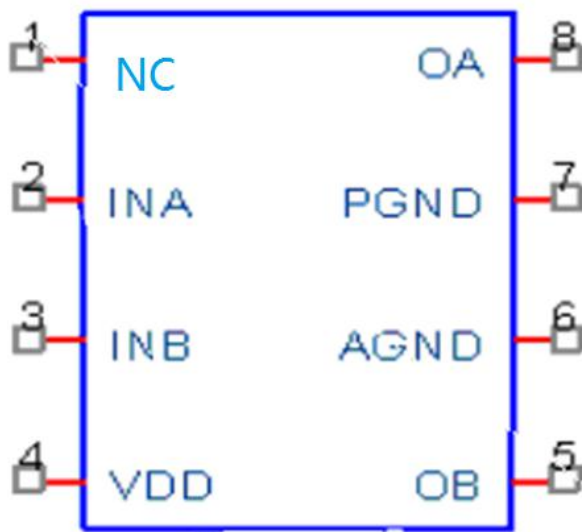 1 NC OA 8
2 INA PGND 7
3 INB AGND 6
4 VDD OB 5